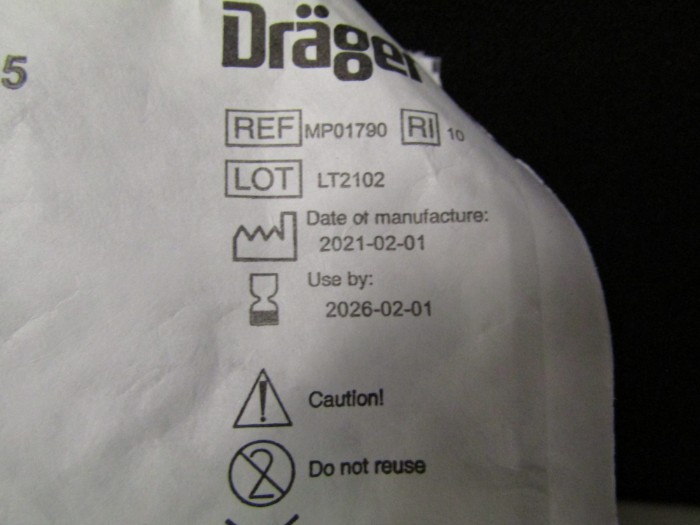 Dräger
5
REF MP01790 RI 10
LOT LT2102
Date of manufacture:
2021-02-01
Use by:
2026-02-01
Caution!
2 Do not reuse